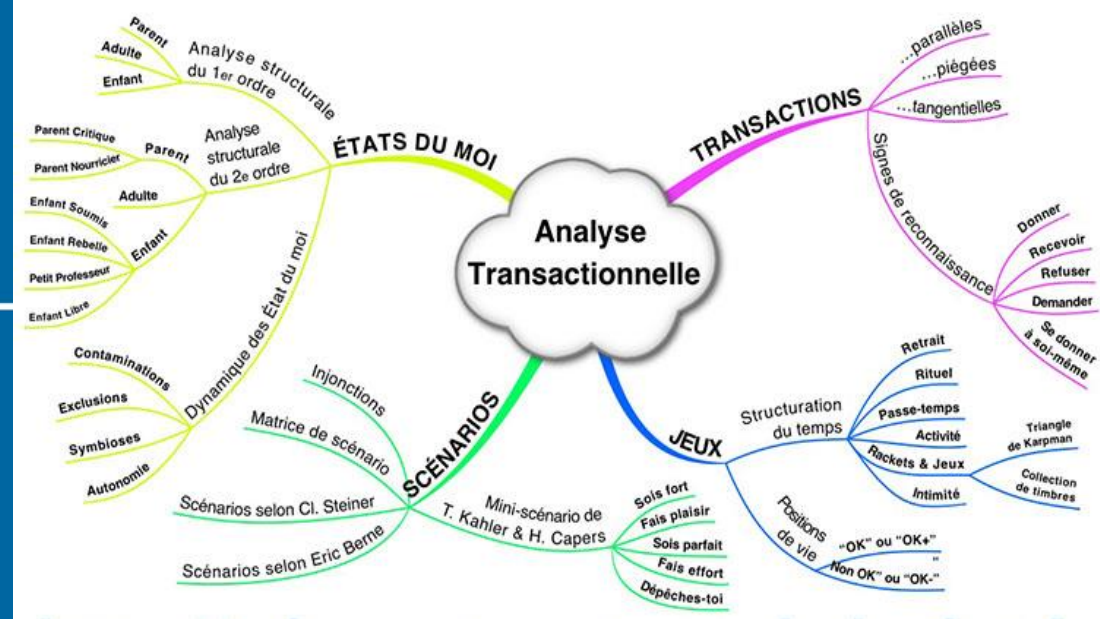 Analyse
Transactionnelle
ÉTATS DU MOI
Analyse structurale
du 1er ordre
Parent
Adulte
Enfant
Analyse
structurale
du 2e ordre
Parent
Parent Critique
Parent Nourricier
Adulte
Enfant
Enfant Soumis
Enfant Rebelle
Petit Professeur
Enfant Libre
Dynamique des État du moi
Contaminations
Exclusions
Symbioses
Autonomie
TRANSACTIONS
...parallèles
...piégées
...tangentielles
Signes de reconnaissance
Donner
Recevoir
Refuser
Demander
Se donner
à soi-même
SCÉNARIOS
Injonctions
Matrice de scénario
Scénarios selon Cl. Steiner
Scénarios selon Eric Berne
Mini-scénario de
T. Kahler & H. Capers
Sois fort
Fais plaisir
Sois parfait
Fais effort
Dépêches-toi
JEUX
Structuration
du temps
Retrait
Rituel
Passe-temps
Activité
Rackets & Jeux
Triangle
de Karpman
Collection
de timbres
Intimité
Positions
de vie
“OK” ou “OK+”
"
Non OK” ou “OK-”